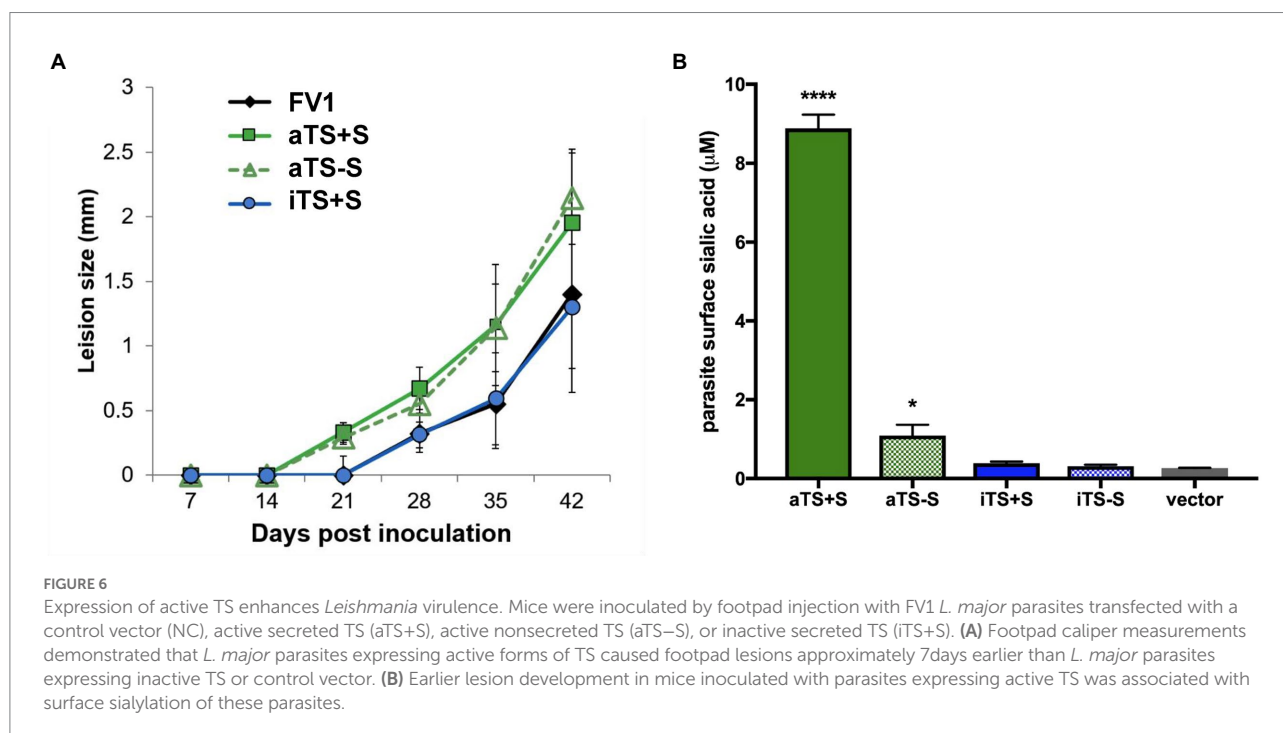 A
3
2.5
2
1.5
1
0.5
0
Leision size (mm)
FV1
aTS+S
aTS-S
iTS+S
7 14 21 28 35 42
Days post inoculation
B
10
8
6
4
2
0
parasite surface sialic acid (μM)
****
*
aTS+S aTS-S iTS+S iTS-S vector
FIGURE 6
Expression of active TS enhances Leishmania virulence. Mice were inoculated by footpad injection with FV1 L. major parasites transfected with a
control vector (NC), active secreted TS (aTS+S), active nonsecreted TS (aTS−S), or inactive secreted TS (iTS+S). (A) Footpad caliper measurements
demonstrated that L. major parasites expressing active forms of TS caused footpad lesions approximately 7days earlier than L. major parasites
expressing inactive TS or control vector. (B) Earlier lesion development in mice inoculated with parasites expressing active TS was associated with
surface sialylation of these parasites.